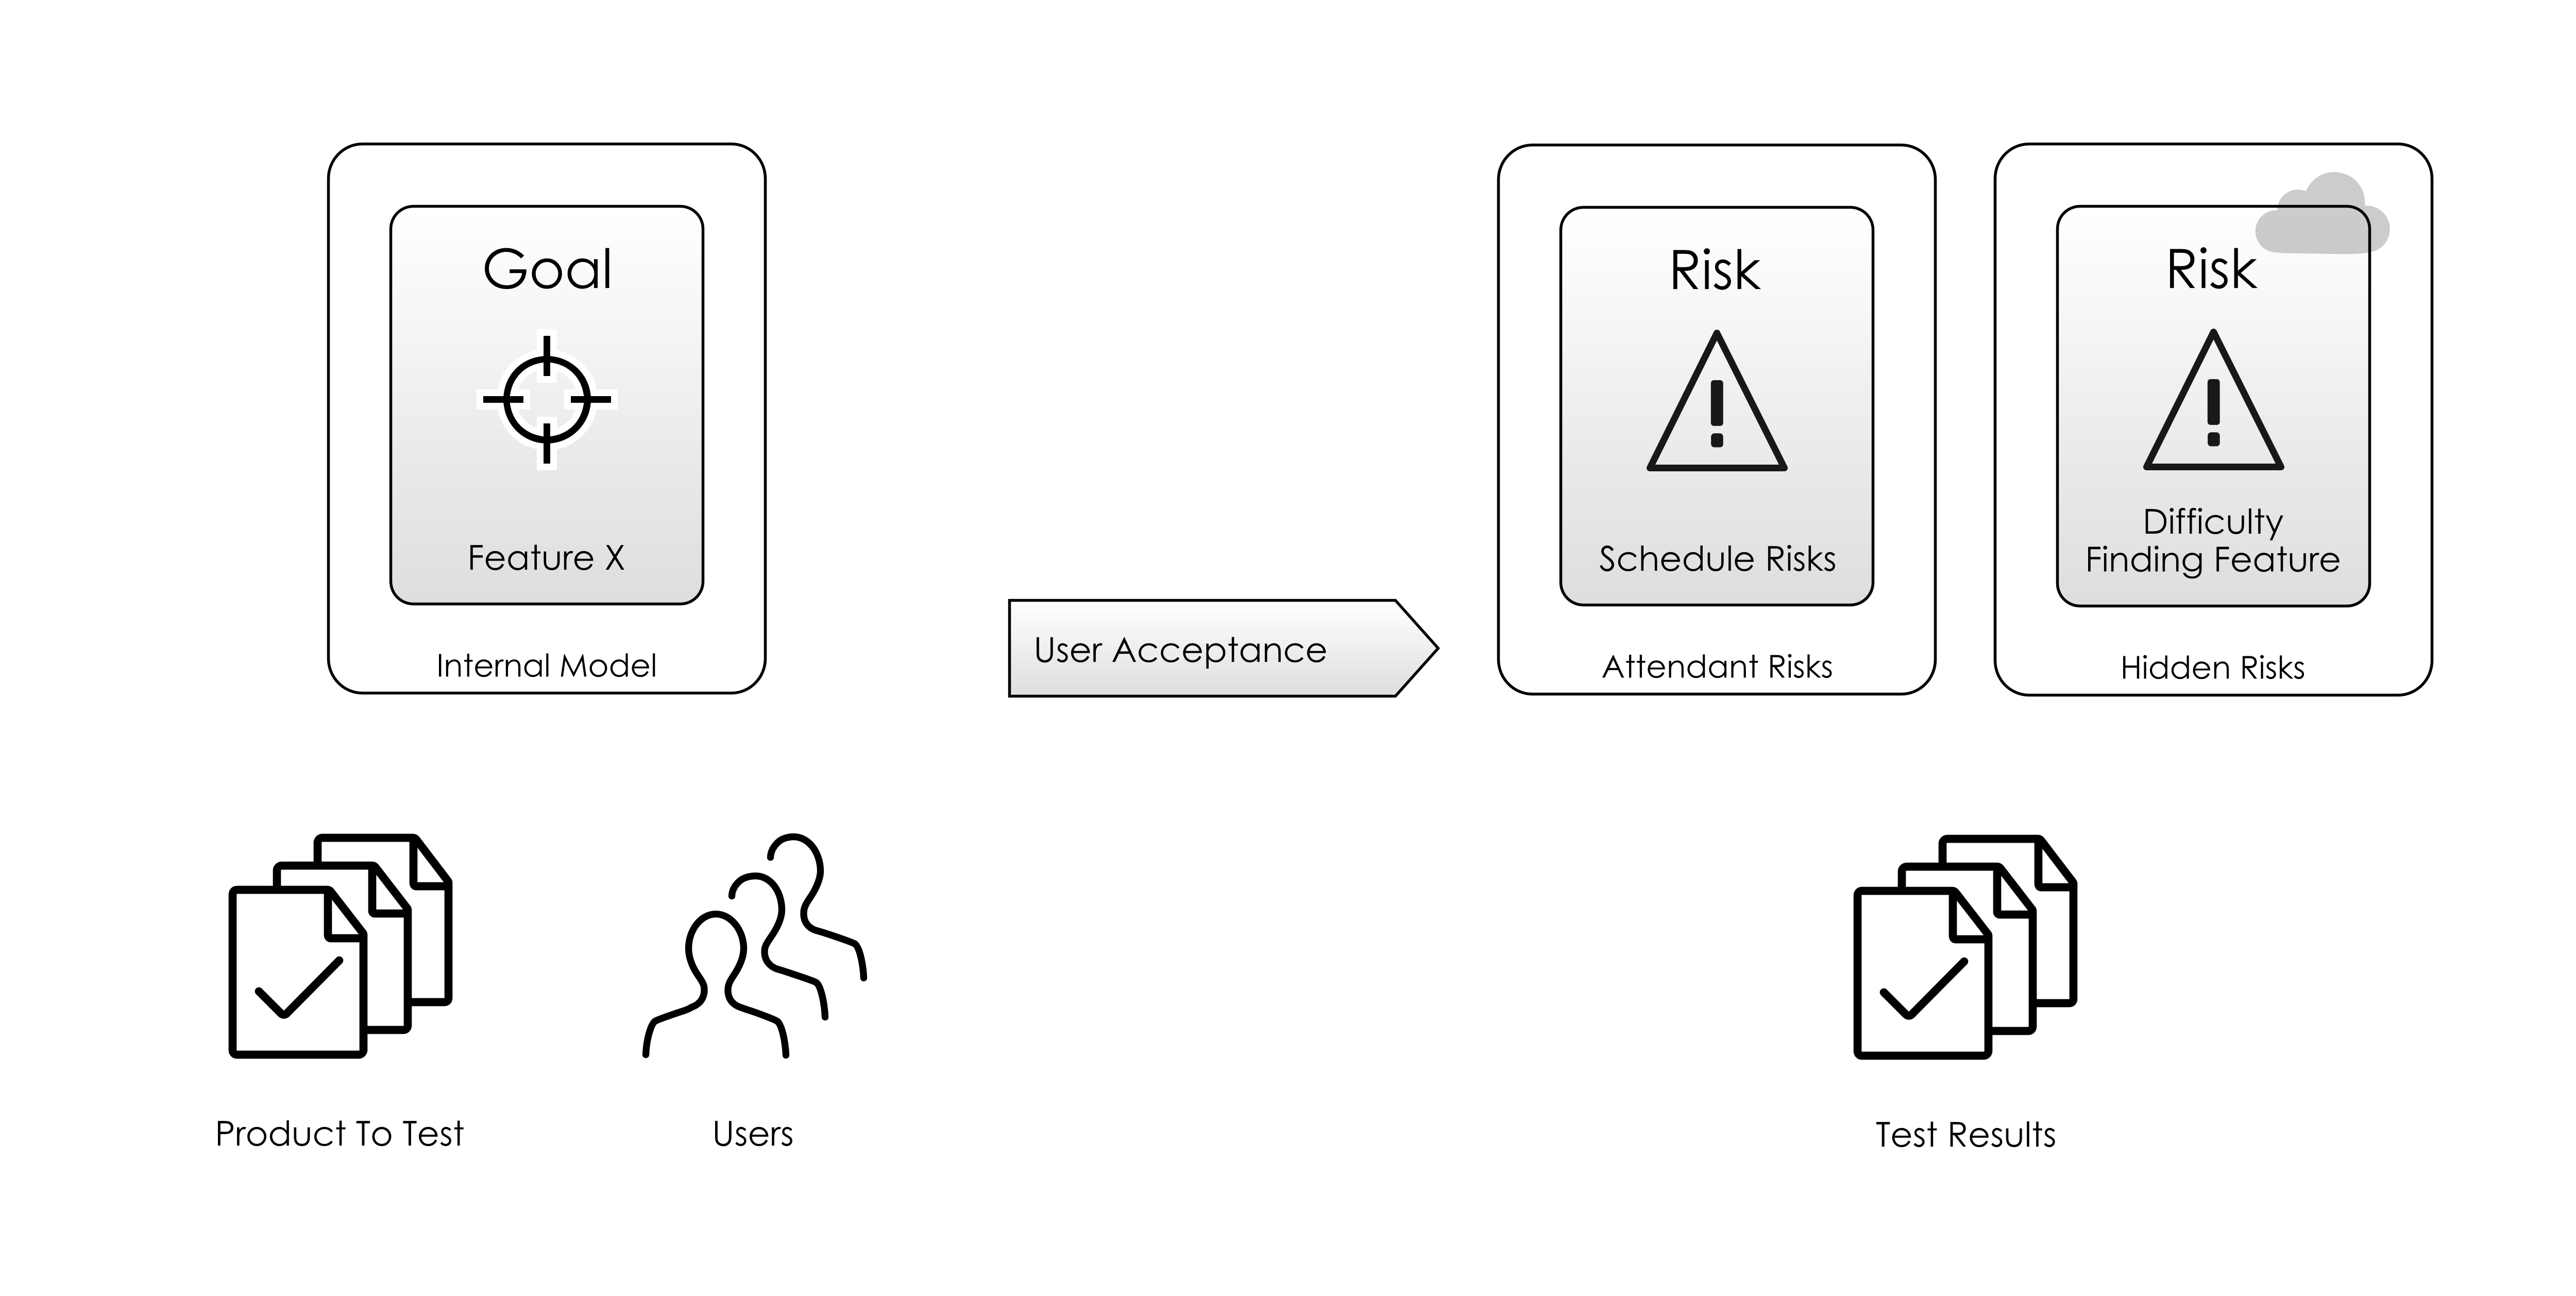 Goal
Feature X
Internal Model
User Acceptance
Risk
Schedule Risks
Attendant Risks
Risk
Difficulty
Finding Feature
Hidden Risks
Product To Test
Users
Test Results